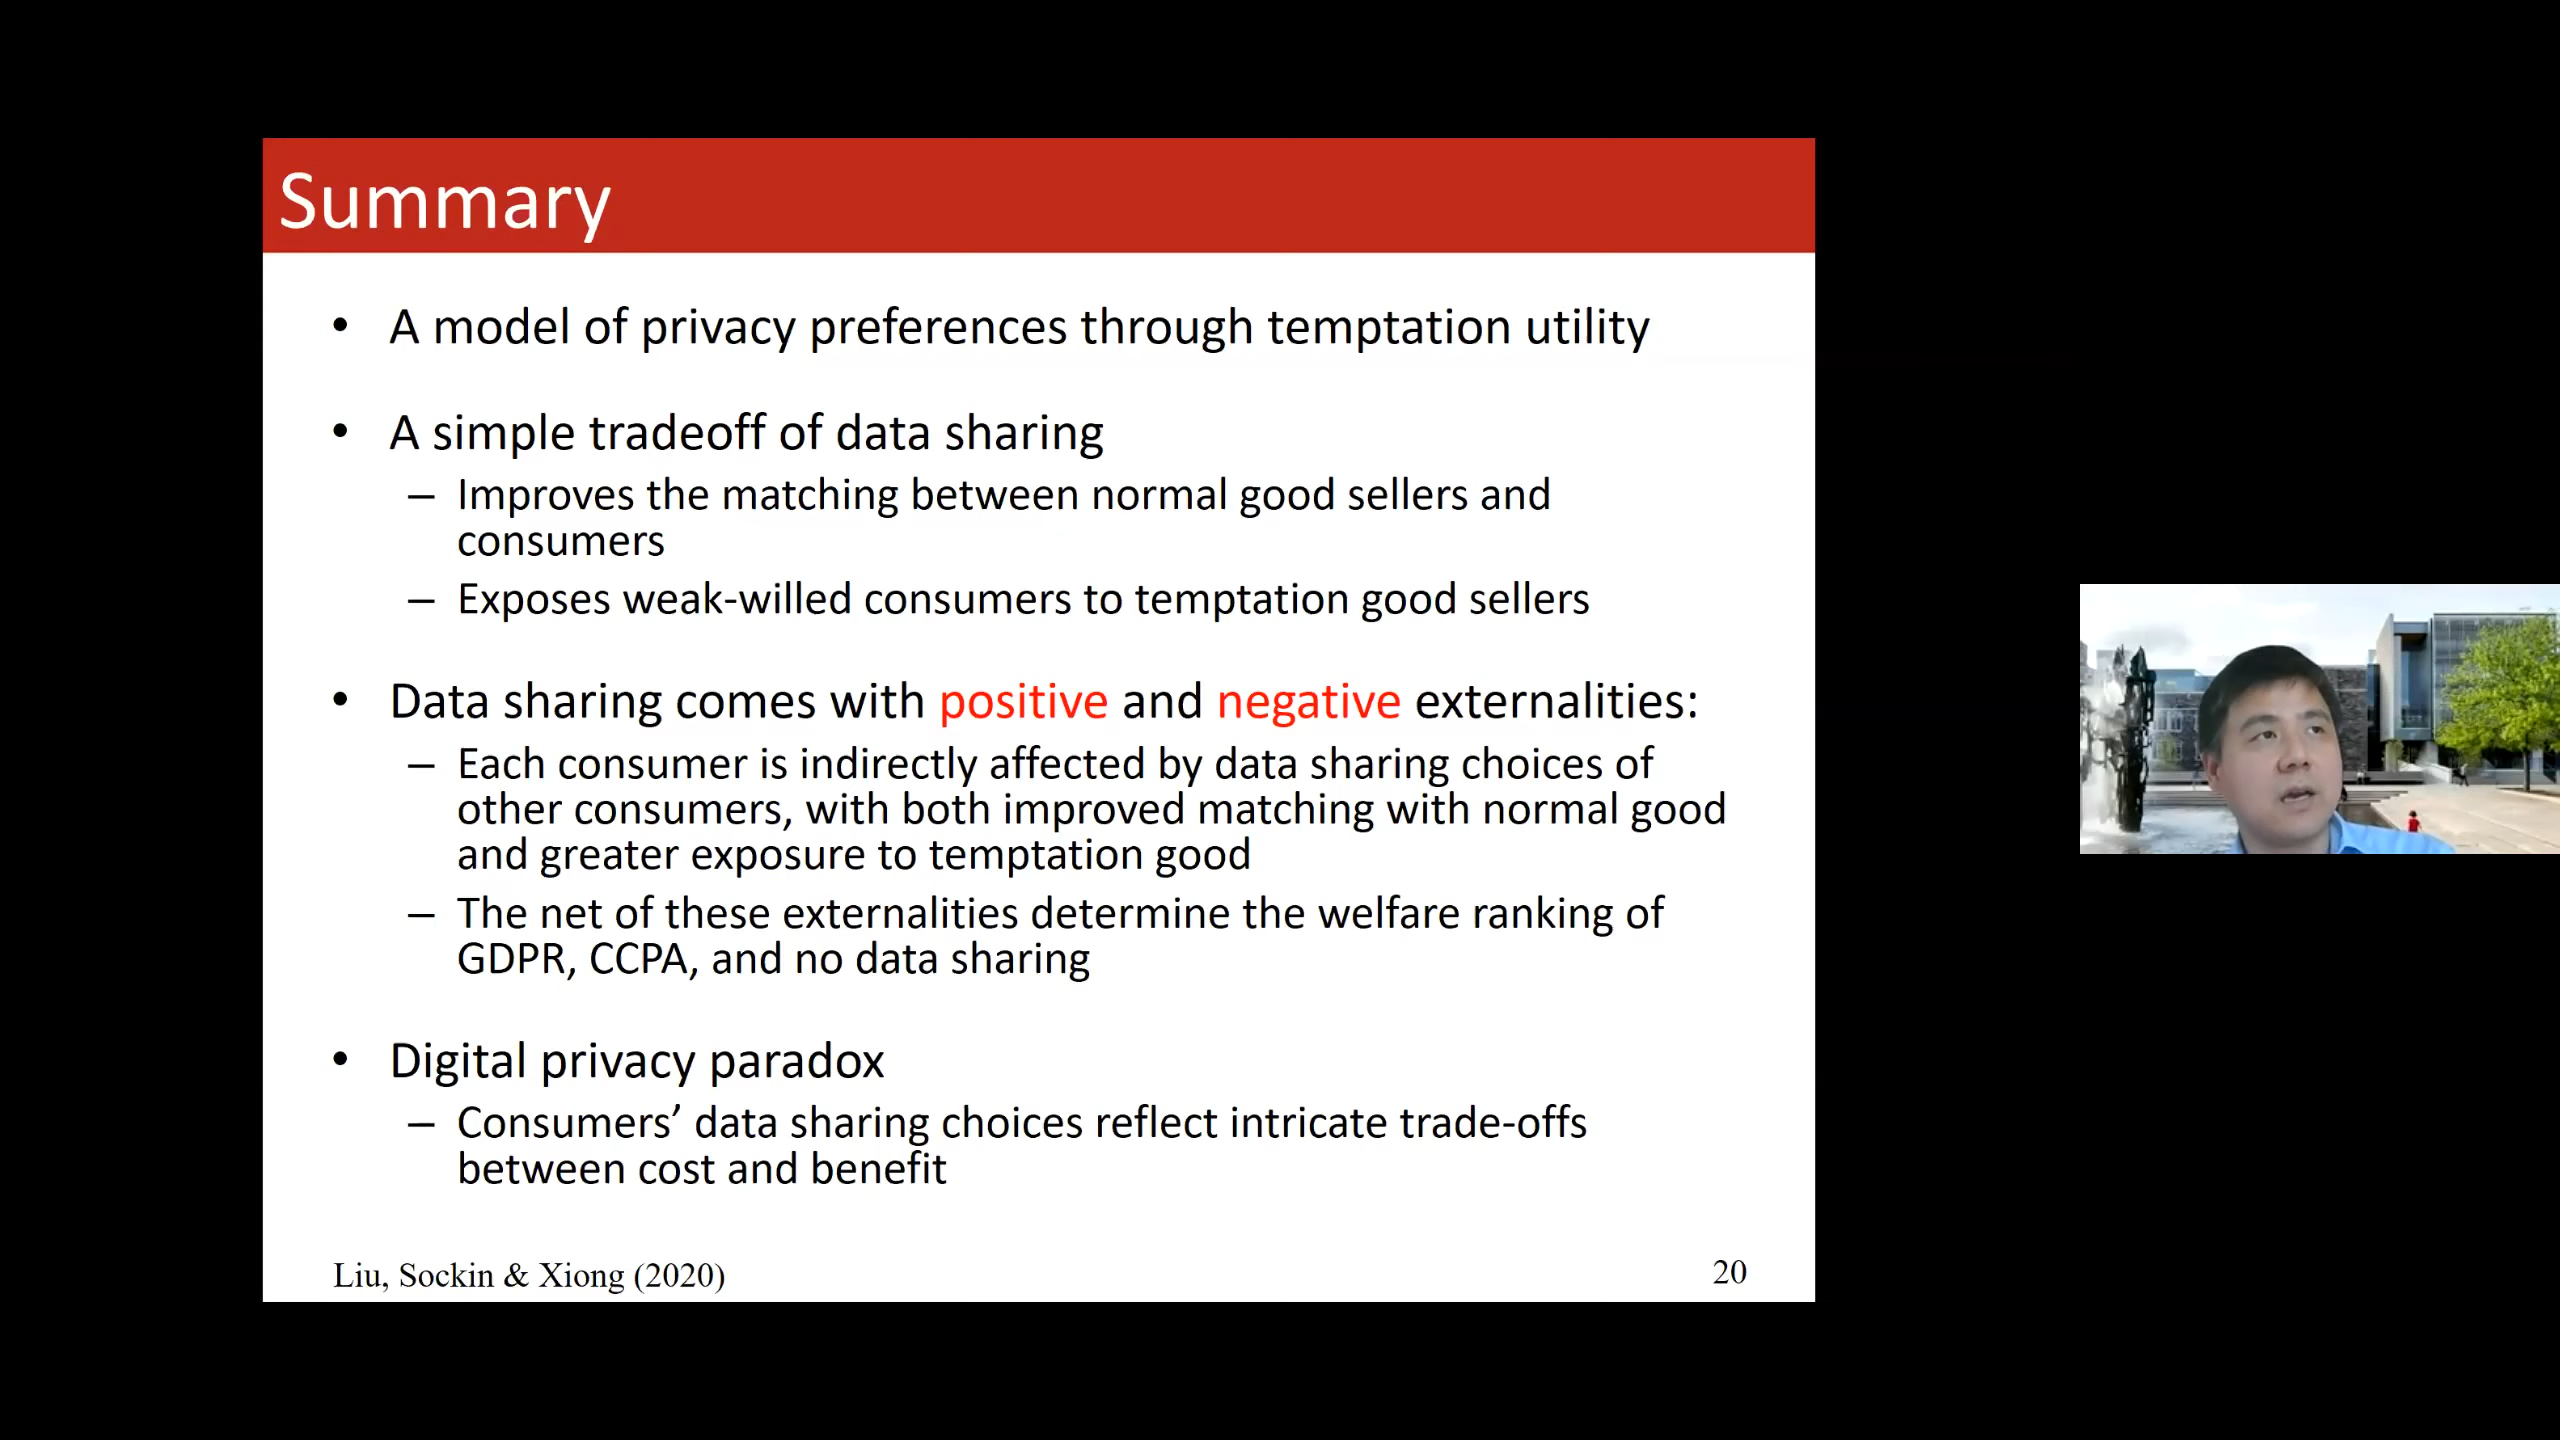 Summary
• A model of privacy preferences through temptation utility
• A simple tradeoff of data sharing
– Improves the matching between normal good sellers and
consumers
– Exposes weak-willed consumers to temptation good sellers
• Data sharing comes with positive and negative externalities:
– Each consumer is indirectly affected by data sharing choices of
other consumers, with both improved matching with normal good
and greater exposure to temptation good
– The net of these externalities determine the welfare ranking of
GDPR, CCPA, and no data sharing
• Digital privacy paradox
– Consumers’ data sharing choices reflect intricate trade-offs
between cost and benefit
Liu, Sockin & Xiong (2020)
20